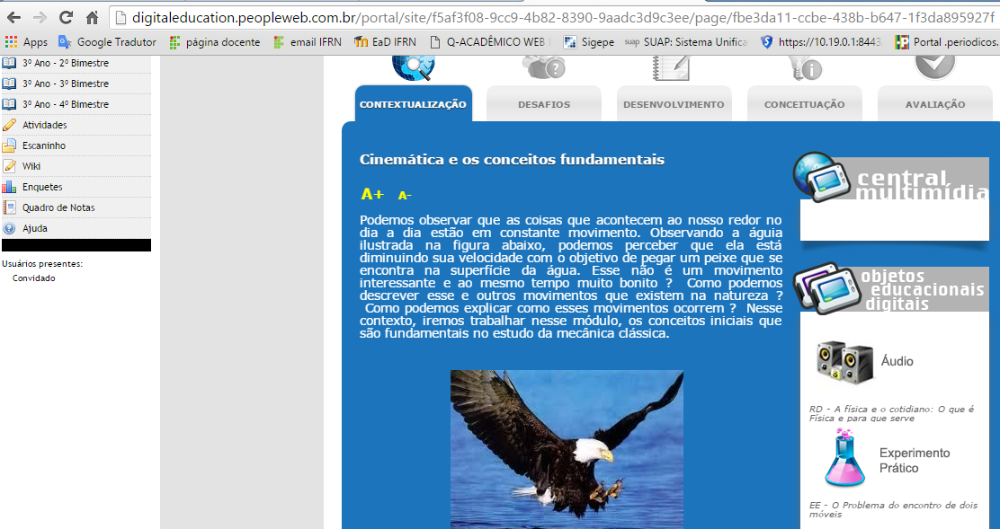 digitaleducation.peopleweb.com.br/portal/site/f5af3f08-9cc9-4b82-8390-9aadc3d9c3ee/page/fbe3da11-ccbe-438b-b647-1f3da895927f
Apps Google Tradutor página docente email IFRN EaD IFRN Q-ACADÊMICO WEB Sigepe suap SUAP: Sistema Unifica https://10.19.0.1:8443 Portal .periodicos.
3º Ano - 2º Bimestre
3º Ano - 3º Bimestre
3º Ano - 4º Bimestre
Atividades
Escaninho
Wiki
Enquetes
Quadro de Notas
Ajuda
Usuários presentes:
Convidado
CONTEXTUALIZAÇÃO
DESAFIOS
DESENVOLVIMENTO
CONCEITUAÇÃO
AVALIAÇÃO
Cinemática e os conceitos fundamentais
A+ A-
Podemos observar que as coisas que acontecem ao nosso redor no
dia a dia estão em constante movimento. Observando a águia
ilustrada na figura abaixo, podemos perceber que ela está
diminuindo sua velocidade com o objetivo de pegar um peixe que se
encontra na superfície da água. Esse não é um movimento
interessante e ao mesmo tempo muito bonito ? Como podemos
descrever esse e outros movimentos que existem na natureza ?
Como podemos explicar como esses movimentos ocorrem ? Nesse
contexto, iremos trabalhar nesse módulo, os conceitos iniciais que
são fundamentais no estudo da mecânica clássica.
central
multimídia
objetos
educacionais
digitais
Áudio
RD - A física e o cotidiano: O que é
Física e para que serve
Experimento
Prático
EE - O Problema do encontro de dois
móveis